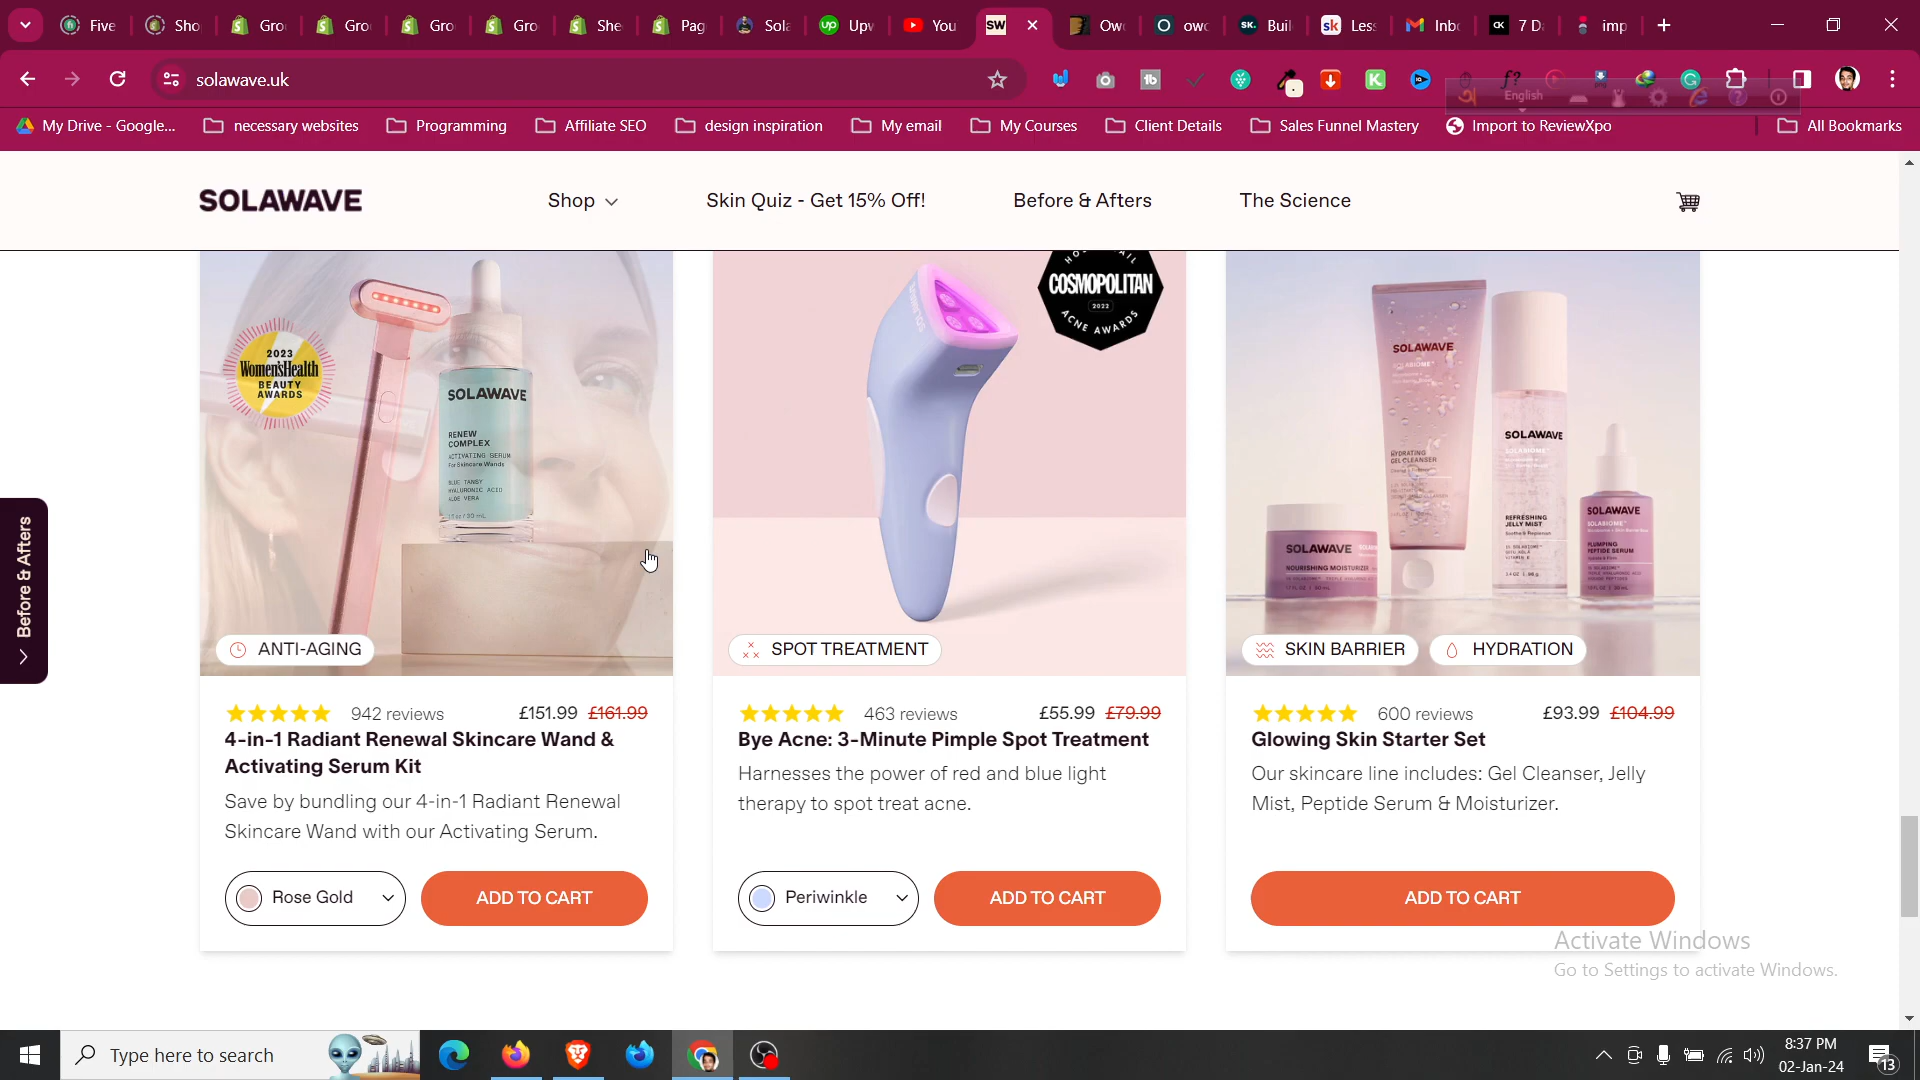 Five
Sho
Gro
Gro
Gro
Gro
She
Pag
Sola
Upw
You
SW
Ow
owc
Buil
Less
Inb
7 D
imp
solawave.uk
English
My Drive - Google...
necessary websites
Programming
Affiliate SEO
design inspiration
My email
My Courses
Client Details
Sales Funnel Mastery
Import to ReviewXpo
All Bookmarks
SOLAWAVE
Shop
Skin Quiz - Get 15% Off!
Before & Afters
The Science
Before & Afters
2023
Women'sHealth
BEAUTY
AWARDS
SOLAWAVE
RENEW
COMPLEX
ACTIVATING SERUM
For Skincare Wands
BLUE TANSY
HYALURONIC ACID
ALOE VERA
ANTI-AGING
COSMOPOLITAN
2022
ACNE AWARDS
SPOT TREATMENT
SOLAWAVE
HYDRATING
GEL CLEANSER
SOLAWAVE
REFRESHING
JELLY MIST
SOLAWAVE
NOURISHING MOISTURIZER
SOLAWAVE
PLUMPING
PEPTIDE SERUM
SKIN BARRIER
HYDRATION
942 reviews £151.99 £161.99
4-in-1 Radiant Renewal Skincare Wand &
Activating Serum Kit
Save by bundling our 4-in-1 Radiant Renewal
Skincare Wand with our Activating Serum.
Rose Gold
ADD TO CART
463 reviews £55.99 £79.99
Bye Acne: 3-Minute Pimple Spot Treatment
Harnesses the power of red and blue light
therapy to spot treat acne.
Periwinkle
ADD TO CART
600 reviews £93.99 £104.99
Glowing Skin Starter Set
Our skincare line includes: Gel Cleanser, Jelly
Mist, Peptide Serum & Moisturizer.
ADD TO CART
Activate Windows
Go to Settings to activate Windows.
Type here to search
8:37 PM
02-Jan-24
13